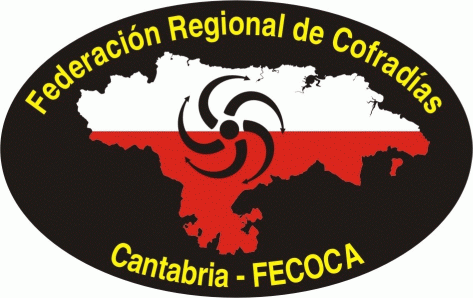 Federación Regional de Cofradías
Cantabria - FECOCA